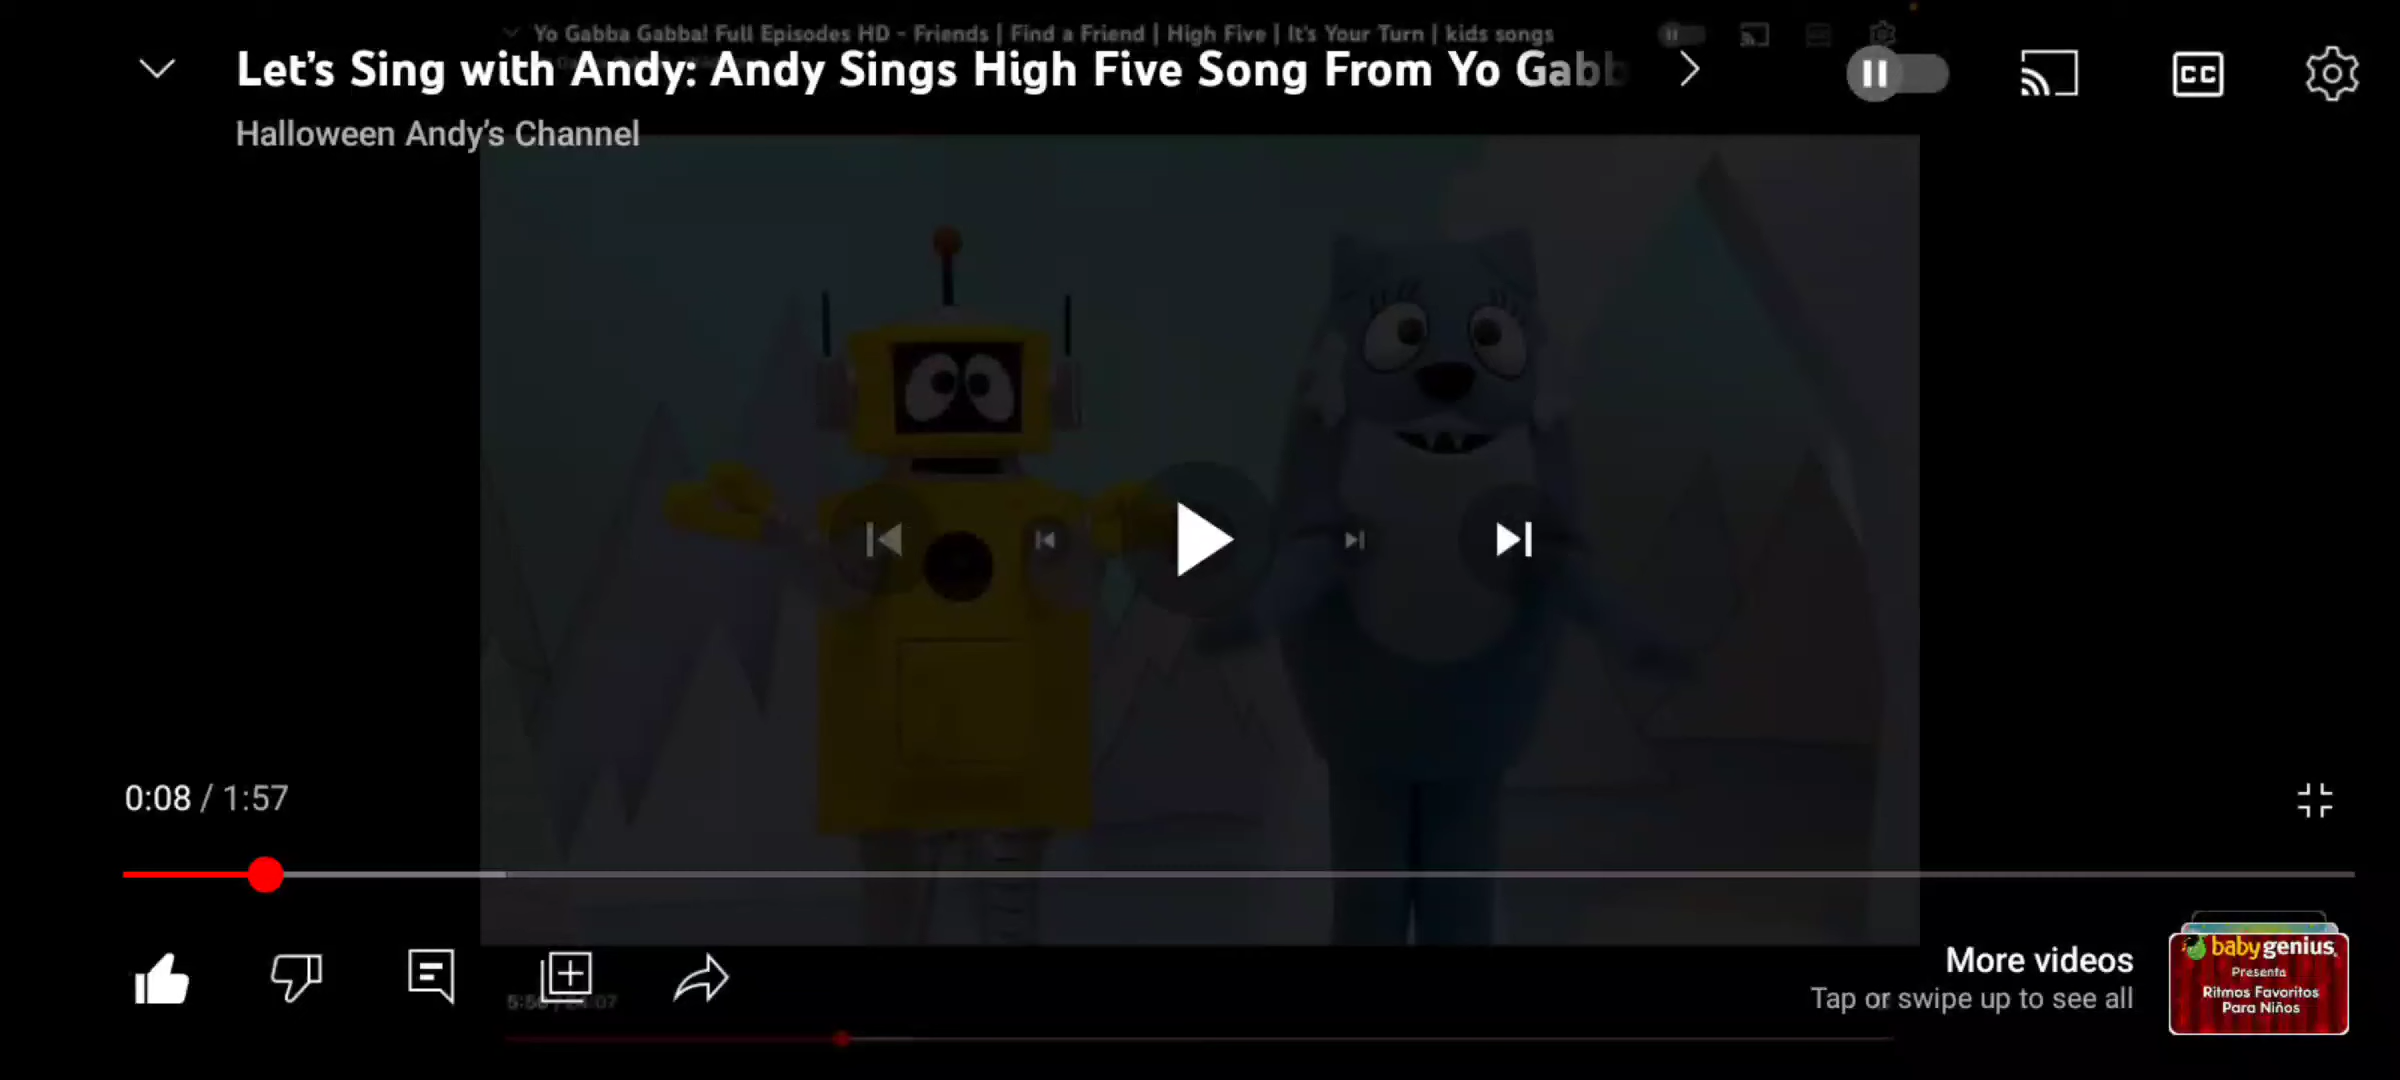 Yo Gabba Gabba! Full Episodes HD - Friends | Find a Friend | High Five | It's Your Turn | kids songs
Let's Sing with Andy: Andy Sings High Five Song From Yo Gabb
CC
Halloween Andy's Channel
0:08 / 1:57
More videos
Tap or swipe up to see all
babygenius
Presenta
Ritmos Favoritos
Para Niños